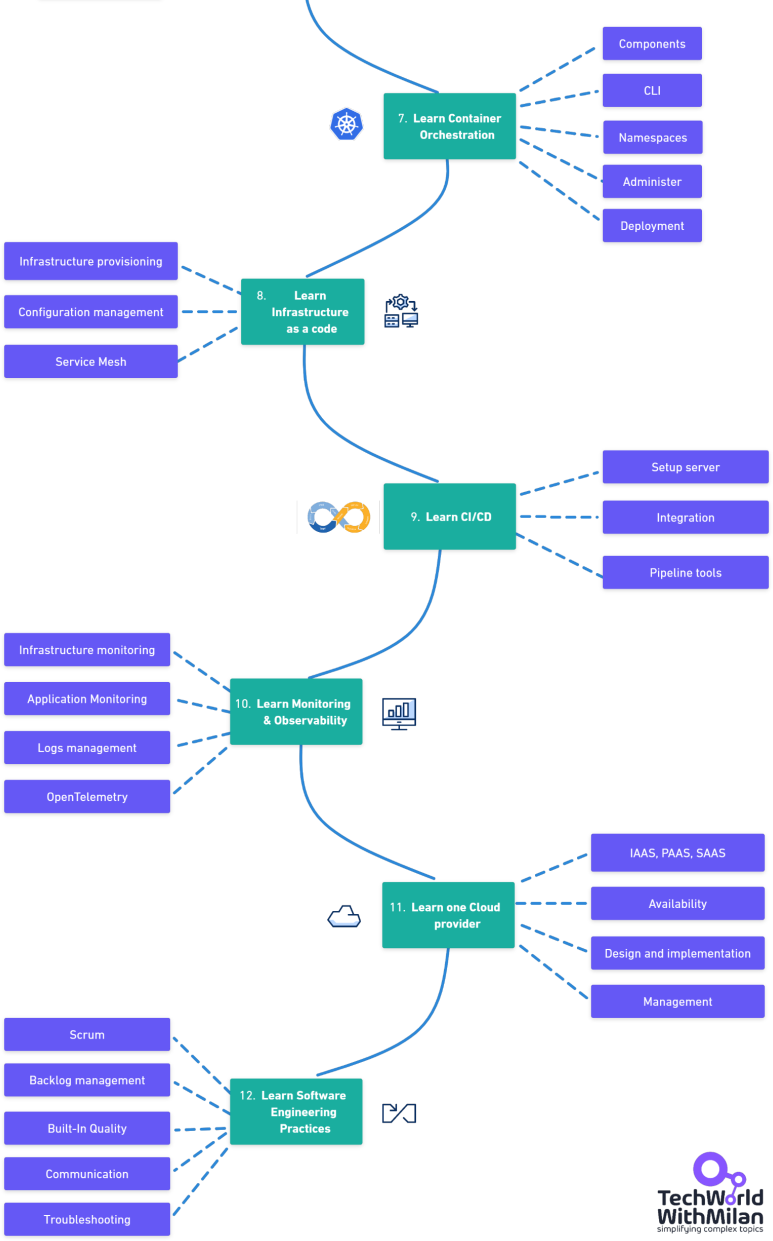 Components
CLI
7. Learn Container
Orchestration
Namespaces
Administer
Deployment
Infrastructure provisioning
Configuration management
Service Mesh
8. Learn
Infrastructure
as a code
Setup server
9. Learn CI/CD
Integration
Pipeline tools
Infrastructure monitoring
Application Monitoring
Logs management
OpenTelemetry
10. Learn Monitoring
& Observability
IAAS, PAAS, SAAS
11. Learn one Cloud
provider
Availability
Design and implementation
Management
Scrum
Backlog management
Built-In Quality
Communication
Troubleshooting
12. Learn Software
Engineering
Practices
TechWorld
WithMilan
simplifying complex topics